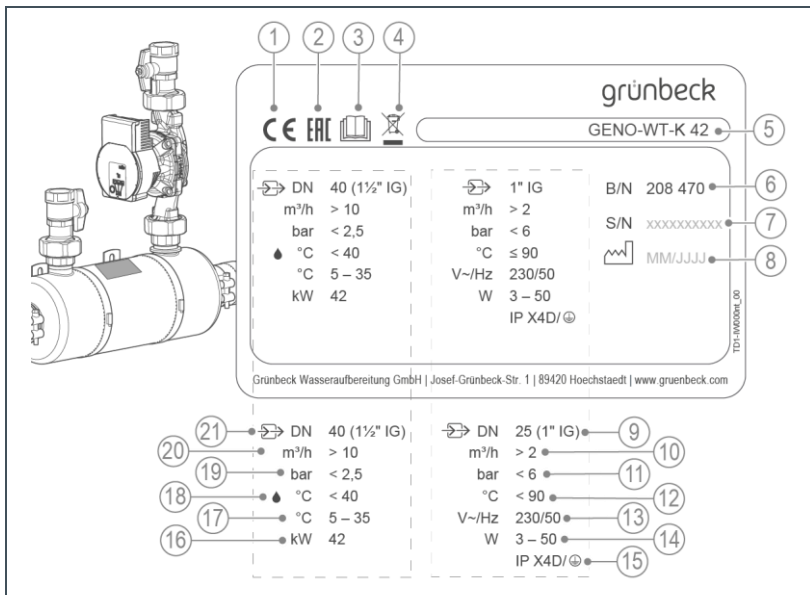 1 2 3 4
grünbeck
CE EAC
GENO-WT-K 42 5
DN 40 (1½" IG) 1" IG B/N 208 470 6
m³/h > 10 m³/h > 2
bar < 2,5 bar < 6 S/N xxxxxxxxxx 7
°C < 40 °C ≤ 90 MM/JJJJ 8
°C 5 – 35 V~/Hz 230/50
kW 42 W 3 – 50
IP X4D/
TD1-IW000nt_00
Grünbeck Wasseraufbereitung GmbH | Josef-Grünbeck-Str. 1 | 89420 Hoechstaedt | www.gruenbeck.com
21 DN 40 (1½" IG) DN 25 (1" IG) 9
20 m³/h > 10 m³/h > 2 10
19 bar < 2,5 bar < 6 11
18 °C < 40 °C < 90 12
17 °C 5 – 35 V~/Hz 230/50 13
16 kW 42 W 3 – 50 14
IP X4D/ 15